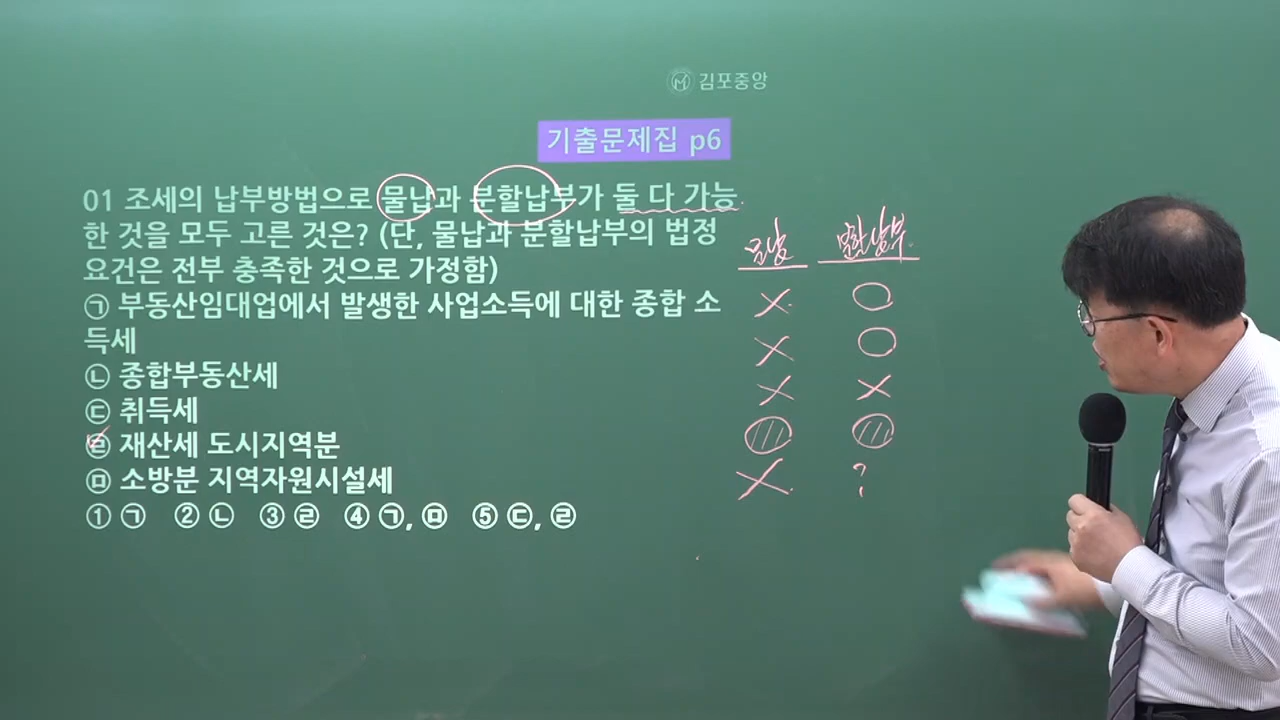 김포중앙
기출문제집 p6
01 조세의 납부방법으로 물납과 분할납부가 둘 다 가능
한 것을 모두 고른 것은? (단, 물납과 분할납부의 법정
요건은 전부 충족한 것으로 가정함)
㉠ 부동산임대업에서 발생한 사업소득에 대한 종합 소
득세
㉡ 종합부동산세
㉢ 취득세
㉣ 재산세 도시지역분
㉤ 소방분 지역자원시설세
① ㉠ ② ㉡ ③ ㉣ ④ ㉠, ㉤ ⑤ ㉢, ㉣
물납 분할납부
X O
X O
X X
O O
X ?